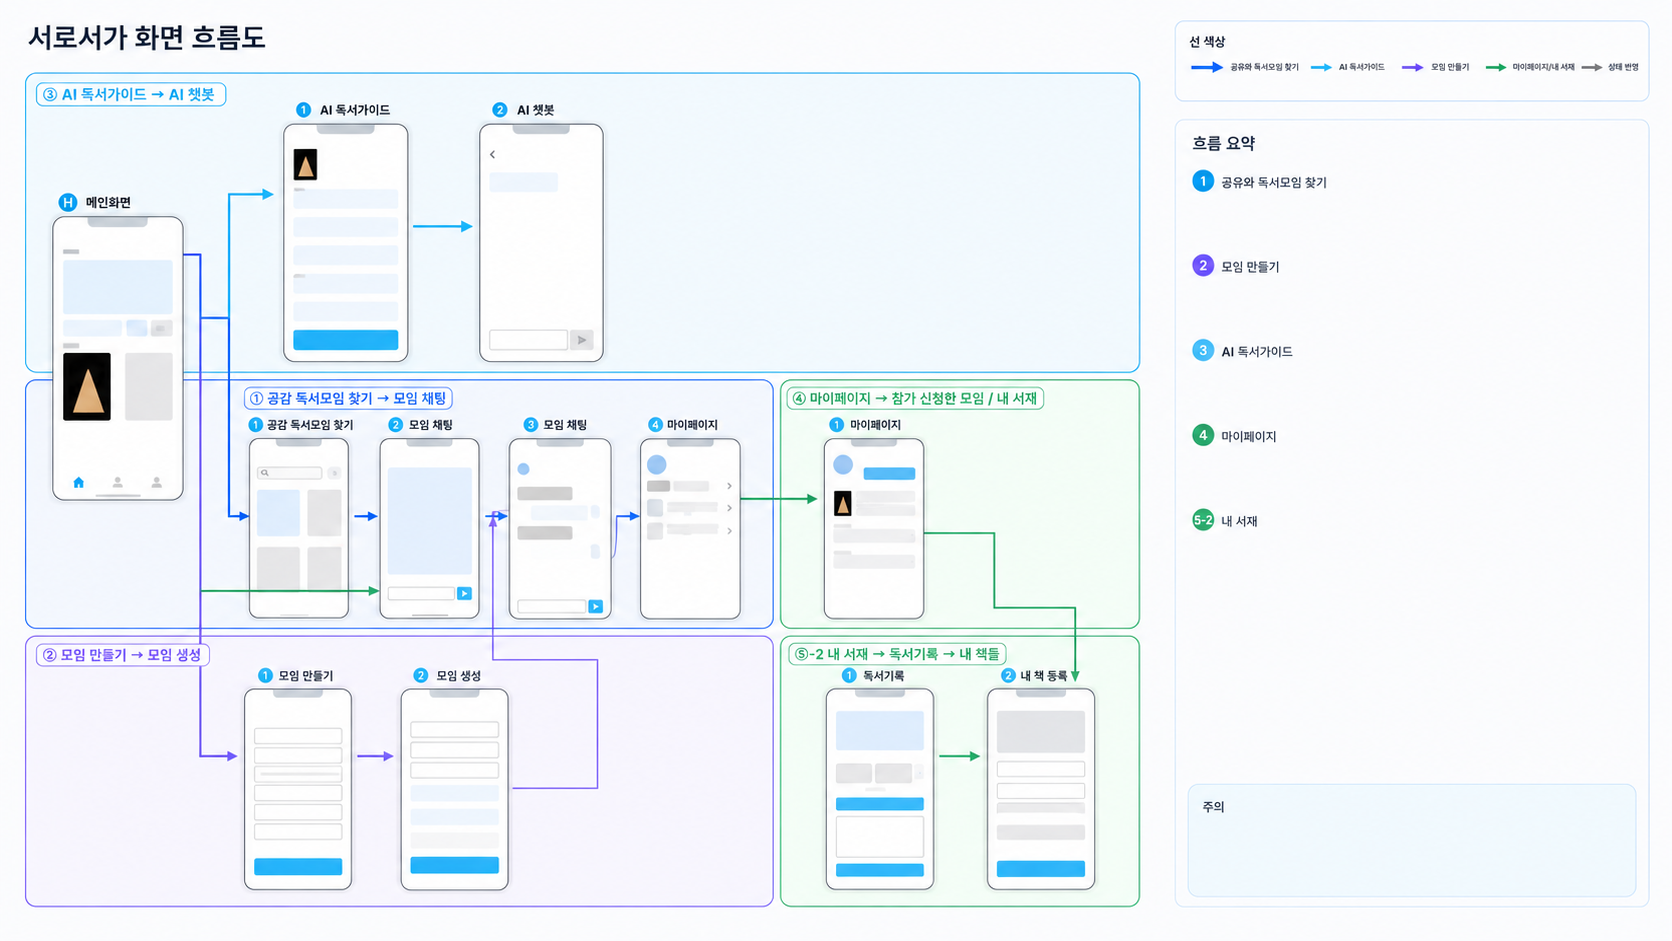 서로서가 화면 흐름도
선 색상
공유와 독서모임 찾기
AI 독서가이드
모임 만들기
마이페이지/내 서재
상태 반영
③ AI 독서가이드 → AI 챗봇
1 AI 독서가이드
2 AI 챗봇
H 메인화면
① 공감 독서모임 찾기 → 모임 채팅
1 공감 독서모임 찾기
2 모임 채팅
3 모임 채팅
4 마이페이지
④ 마이페이지 → 참가 신청한 모임 / 내 서재
1 마이페이지
② 모임 만들기 → 모임 생성
1 모임 만들기
2 모임 생성
⑤-2 내 서재 → 독서기록 → 내 책들
1 독서기록
2 내 책 등록
흐름 요약
1 공유와 독서모임 찾기
2 모임 만들기
3 AI 독서가이드
4 마이페이지
5-2 내 서재
주의